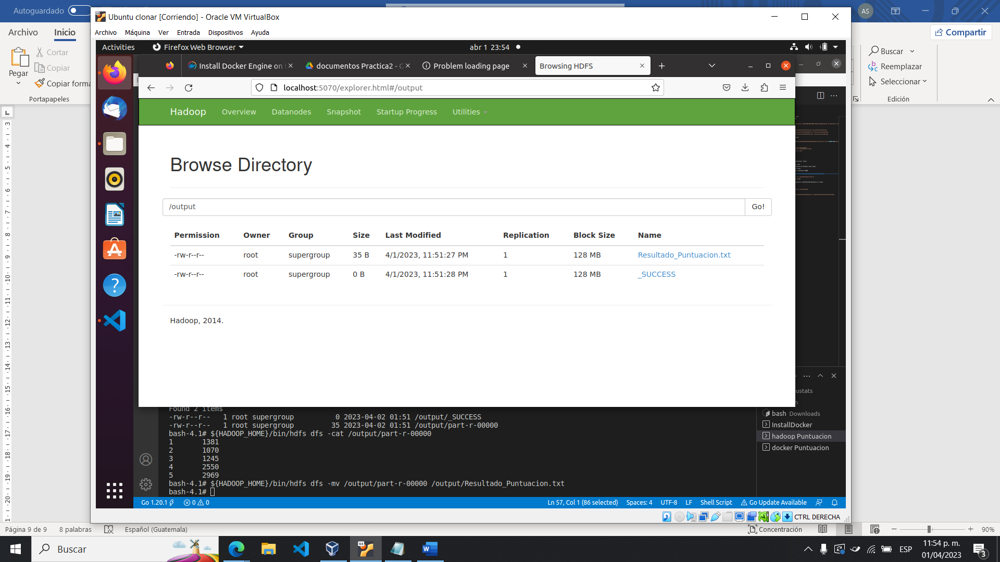 Autoguardado
AS
Archivo
Inicio
Compartir
Pegar
Cortar
Copiar
Copiar forma
Portapapeles
Buscar
Reemplazar
Seleccionar
Edición
Ubuntu clonar [Corriendo] - Oracle VM VirtualBox
Archivo Máquina Ver Entrada Dispositivos Ayuda
Activities
Firefox Web Browser
abr 1 23:54
Install Docker Engine on
documentos Practica2 -
Problem loading page
Browsing HDFS
localhost:5070/explorer.html#/output
Hadoop Overview Datanodes Snapshot Startup Progress Utilities
Browse Directory
/output
Go!
Permission Owner Group Size Last Modified Replication Block Size Name
-rw-r--r-- root supergroup 35 B 4/1/2023, 11:51:27 PM 1 128 MB Resultado_Puntuacion.txt
-rw-r--r-- root supergroup 0 B 4/1/2023, 11:51:28 PM 1 128 MB _SUCCESS
Hadoop, 2014.
Found 2 items
-rw-r--r-- 1 root supergroup 0 2023-04-02 01:51 /output/_SUCCESS
-rw-r--r-- 1 root supergroup 35 2023-04-02 01:51 /output/part-r-00000
bash-4.1# ${HADOOP_HOME}/bin/hdfs dfs -cat /output/part-r-00000
1 1381
2 1070
3 1245
4 2550
5 2969
bash-4.1# ${HADOOP_HOME}/bin/hdfs dfs -mv /output/part-r-00000 /output/Resultado_Puntuacion.txt
bash-4.1#
ustats
bash Downloads
InstallDocker
hadoop Puntuacion
docker Puntuacion
Go 1.20.1 0 0
Ln 57, Col 1 (86 selected) Spaces: 4 UTF-8 LF Shell Script Go Update Available
CTRL DERECHA
Página 9 de 9 8 palabras Español (Guatemala)
Concentración
90%
Buscar
ESP
11:54 p. m.
01/04/2023
3